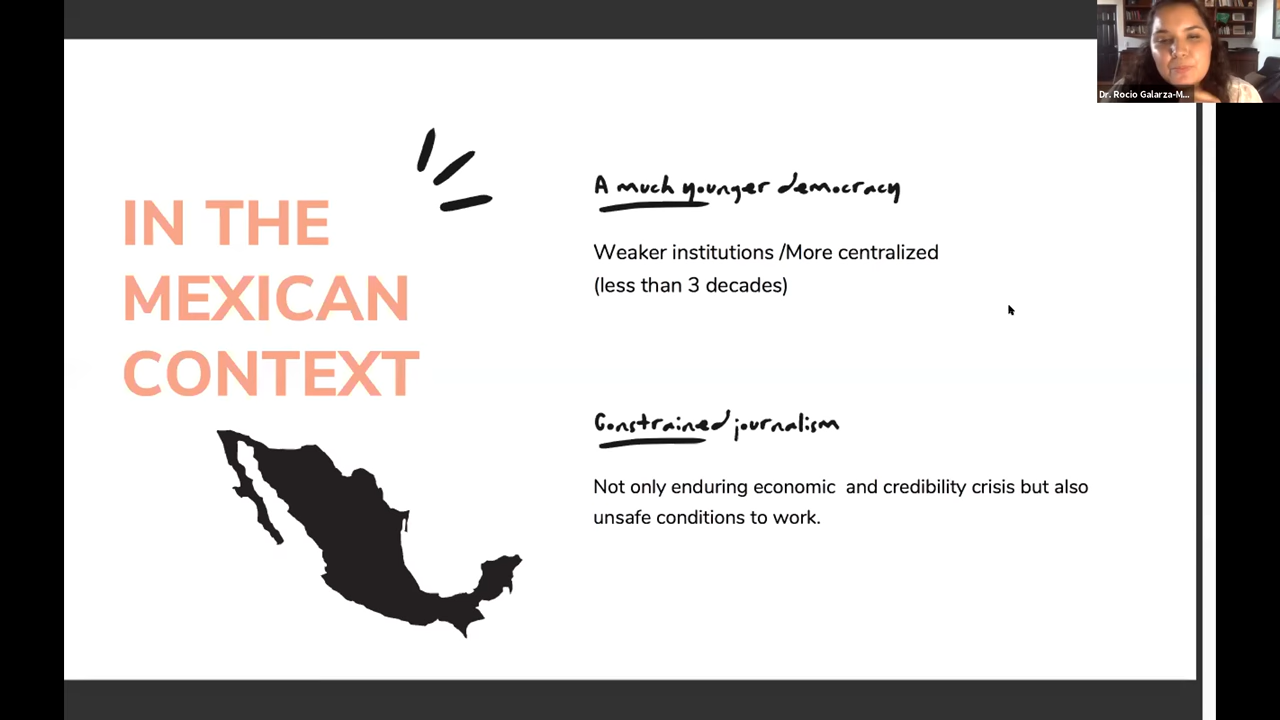 Dr. Rocio Galarza-M...
IN THE
MEXICAN
CONTEXT
A much younger democracy
Weaker institutions /More centralized
(less than 3 decades)
Constrained journalism
Not only enduring economic  and credibility crisis but also
unsafe conditions to work.